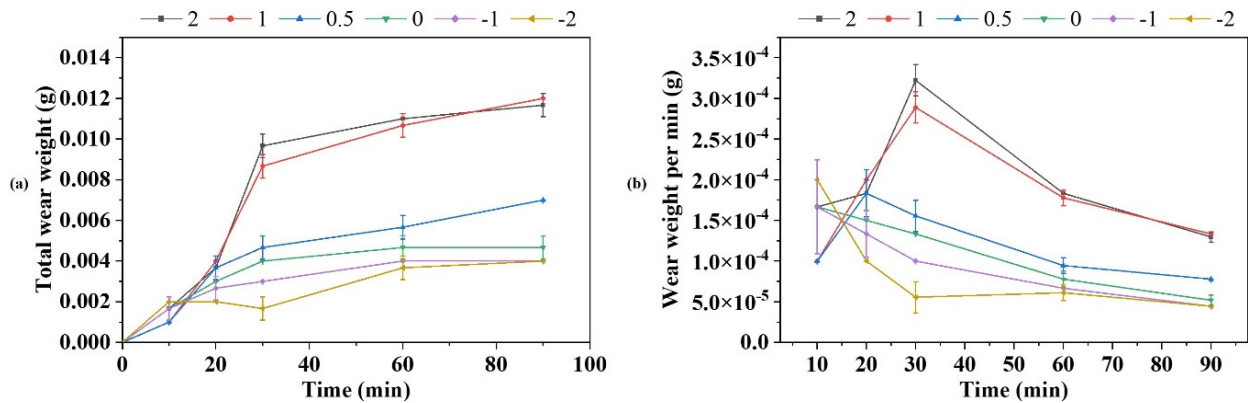 2 1 0.5 0 -1 -2
0.014
0.012
0.010
0.008
0.006
0.004
0.002
0.000
Total wear weight (g)
(a)
0 20 40 60 80 100
Time (min)
2 1 0.5 0 -1 -2
3.5×10⁻⁴
3.0×10⁻⁴
2.5×10⁻⁴
2.0×10⁻⁴
1.5×10⁻⁴
1.0×10⁻⁴
5.0×10⁻⁵
Wear weight per min (g)
(b)
10 20 30 40 50 60 70 80 90
Time (min)